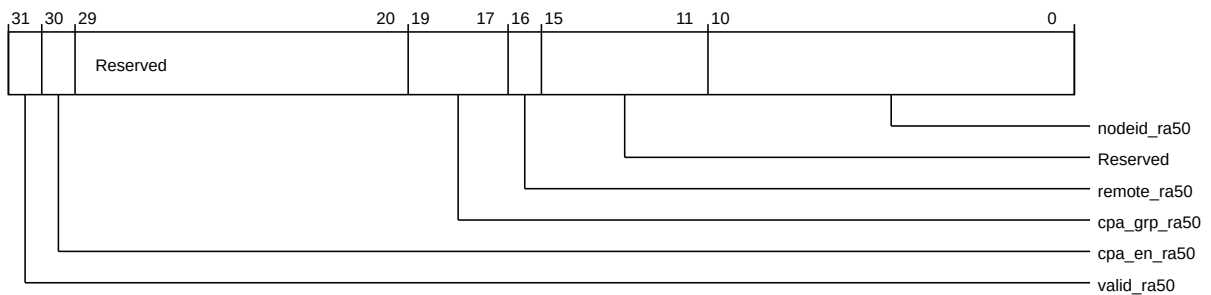 31 30 29 20 19 17 16 15 11 10 0
Reserved
nodeid_ra50
Reserved
remote_ra50
cpa_grp_ra50
cpa_en_ra50
valid_ra50